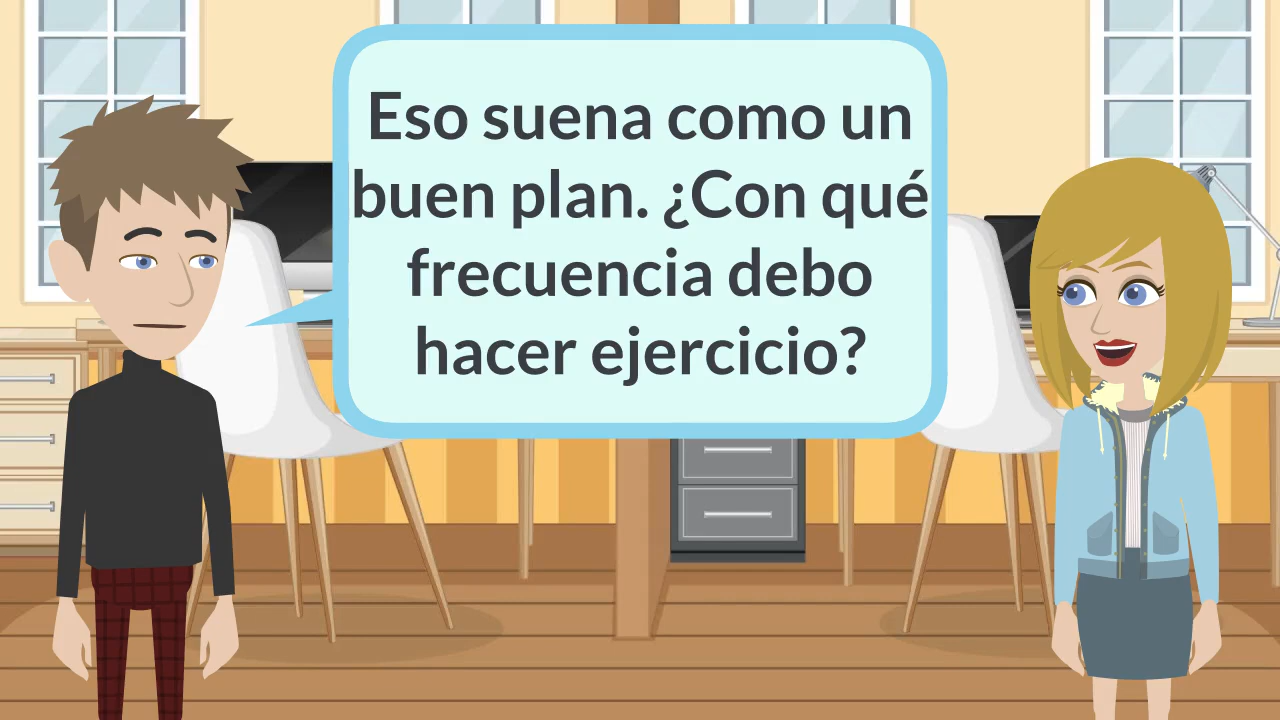 Eso suena como un
buen plan. ¿Con qué
frecuencia debo
hacer ejercicio?